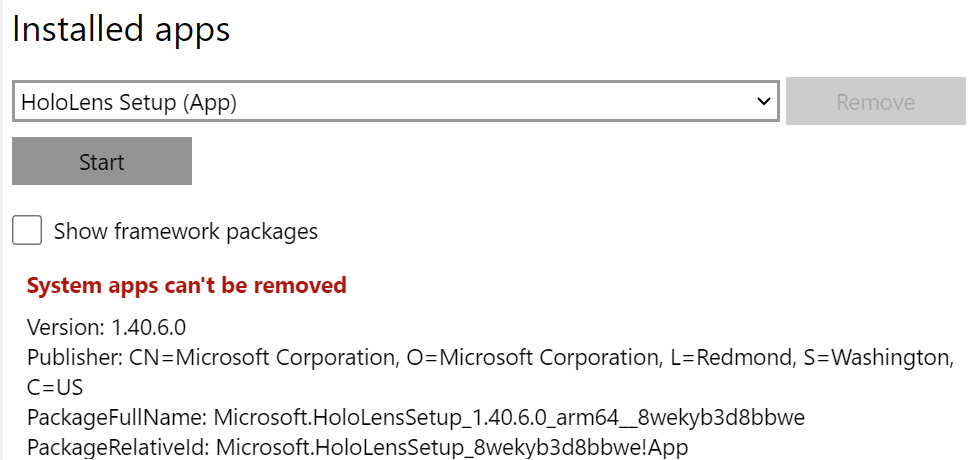 Installed apps
HoloLens Setup (App)
Remove
Start
Show framework packages
System apps can't be removed
Version: 1.40.6.0
Publisher: CN=Microsoft Corporation, O=Microsoft Corporation, L=Redmond, S=Washington,
C=US
PackageFullName: Microsoft.HoloLensSetup_1.40.6.0_arm64__8wekyb3d8bbwe
PackageRelativeId: Microsoft.HoloLensSetup_8wekyb3d8bbwe!App